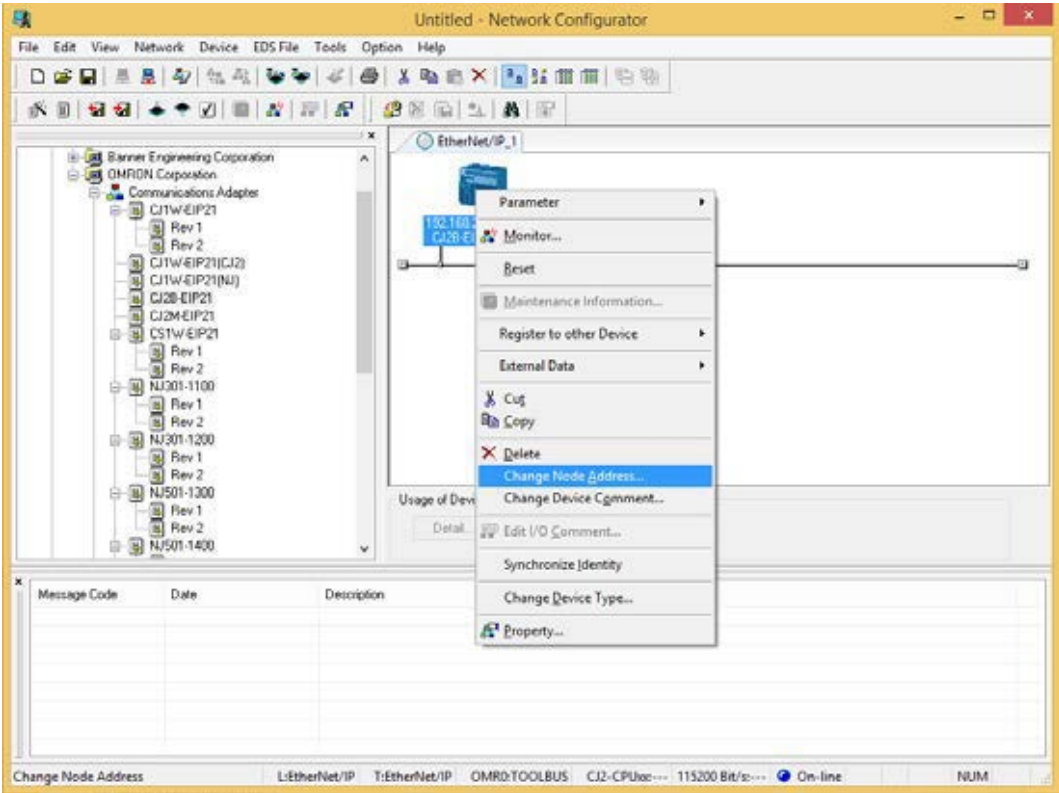 Untitled - Network Configurator
File Edit View Network Device EDS File Tools Option Help
EtherNet/IP_1
Banner Engineering Corporation
OMRON Corporation
Communications Adapter
CJ1W-EIP21
Rev 1
Rev 2
CJ1W-EIP21(CJ2)
CJ1W-EIP21(NJ)
CJ2B-EIP21
CJ2M-EIP21
CS1W-EIP21
Rev 1
Rev 2
NJ301-1100
Rev 1
Rev 2
NJ301-1200
Rev 1
Rev 2
NJ501-1300
Rev 1
Rev 2
NJ501-1400
192.168.
CJ2B-EI
Parameter
Monitor...
Reset
Maintenance Information...
Register to other Device
External Data
Cut
Copy
Delete
Change Node Address...
Change Device Comment...
Edit I/O Comment...
Synchronize Identity
Change Device Type...
Property...
Usage of Devi
Detail
Message Code Date Description
Change Node Address L:EtherNet/IP T:EtherNet/IP OMR0:TOOLBUS 115200 Bit/s:--- On-line NUM